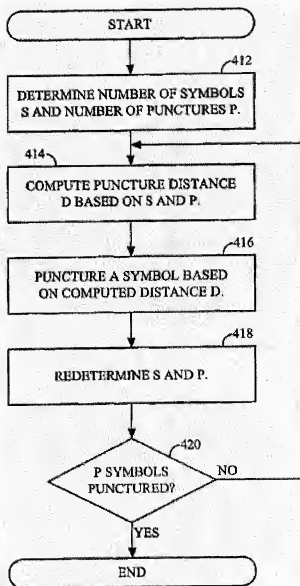 START
412
DETERMINE NUMBER OF SYMBOLS
S AND NUMBER OF PUNCTURES P.
414
COMPUTE PUNCTURE DISTANCE
D BASED ON S AND P.
416
PUNCTURE A SYMBOL BASED
ON COMPUTED DISTANCE D.
418
REDETERMINE S AND P.
420
P SYMBOLS
PUNCTURED?
NO
YES
END